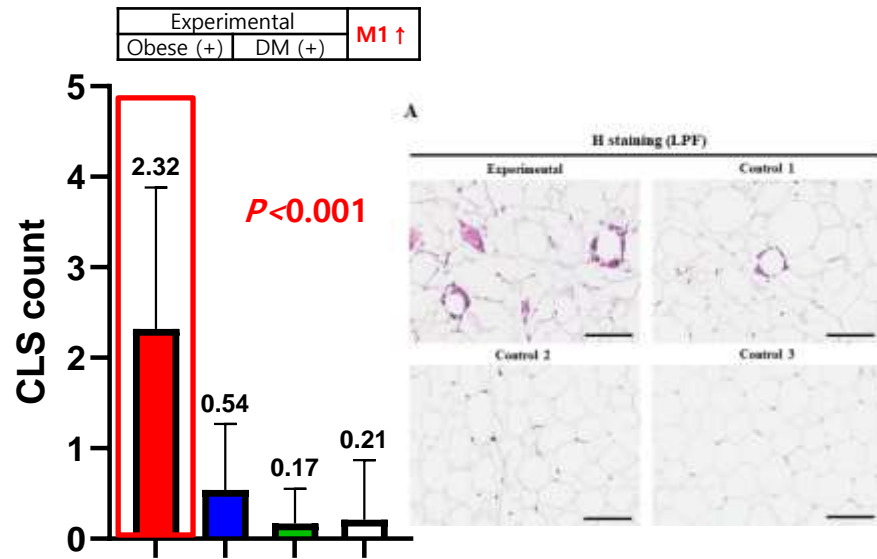 Experimental
M1 ↑
Obese (+) DM (+)
5
4
3
2
1
0
CLS count
2.32
0.54
0.17
0.21
P<0.001
A
H staining (LPF)
Experimental Control 1
Control 2 Control 3